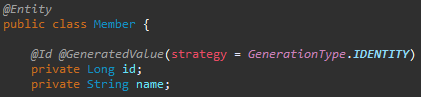 @Entity
public class Member {
@Id @GeneratedValue(strategy = GenerationType.IDENTITY)
private Long id;
private String name;